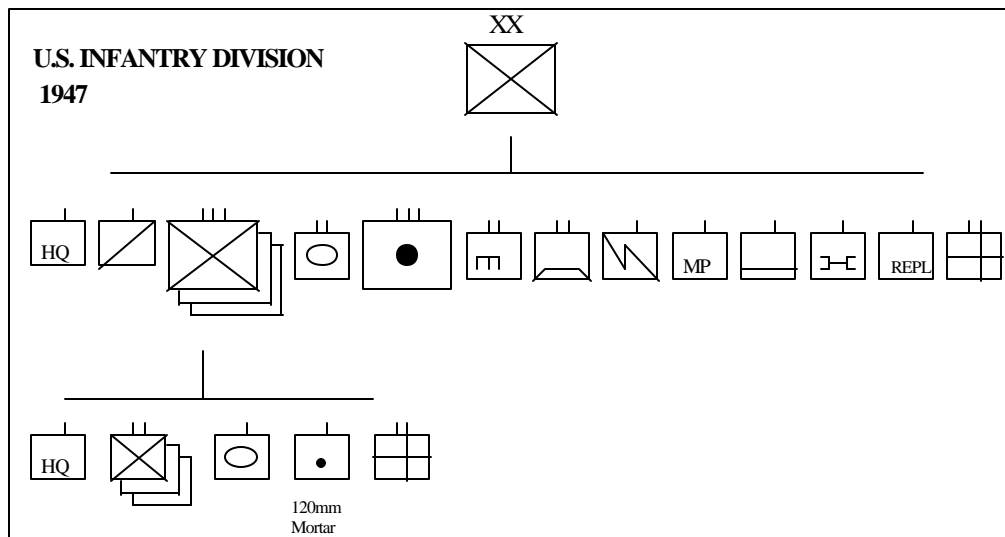 XX
U.S. INFANTRY DIVISION
1947
HQ
MP
REPL
HQ
120mm
Mortar